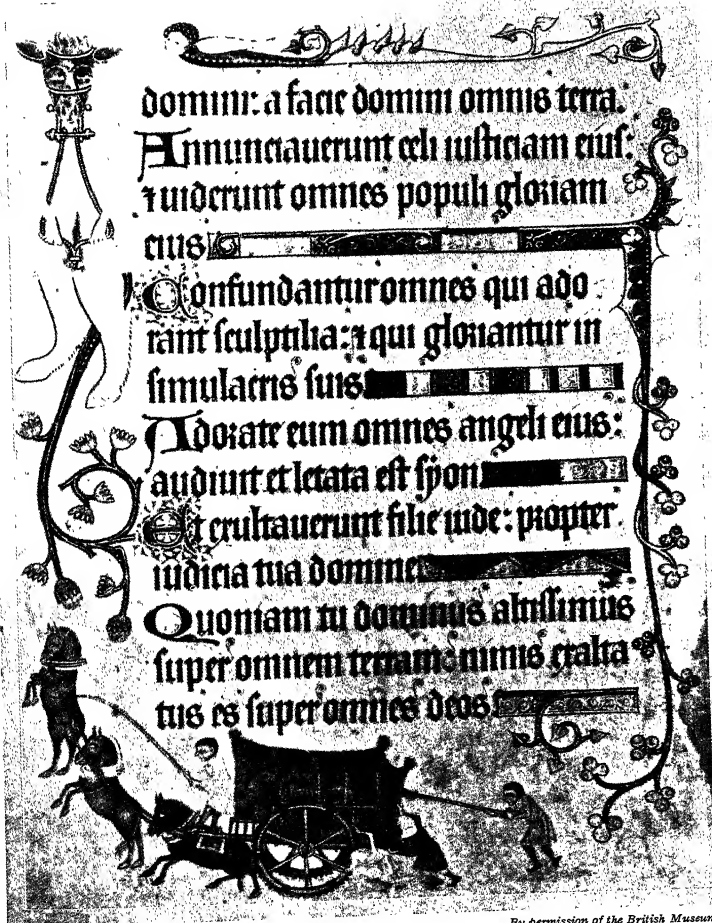 domini: a facie domini omnis terra.
Annunciauerunt celi iusticiam eius:
⁊ uiderunt omnes populi gloriam
eius
Confundantur omnes qui ado
rant sculptilia: ⁊ qui gloriantur in
simulacris suis
Adorate eum omnes angeli eius:
audiuit et letata est syon
Et exultauerunt filie iude: propter
iudicia tua domine
Quoniam tu dominus altissimus
super omnem terram: nimis exalta
tus es super omnes deos
By permission of the British Museum